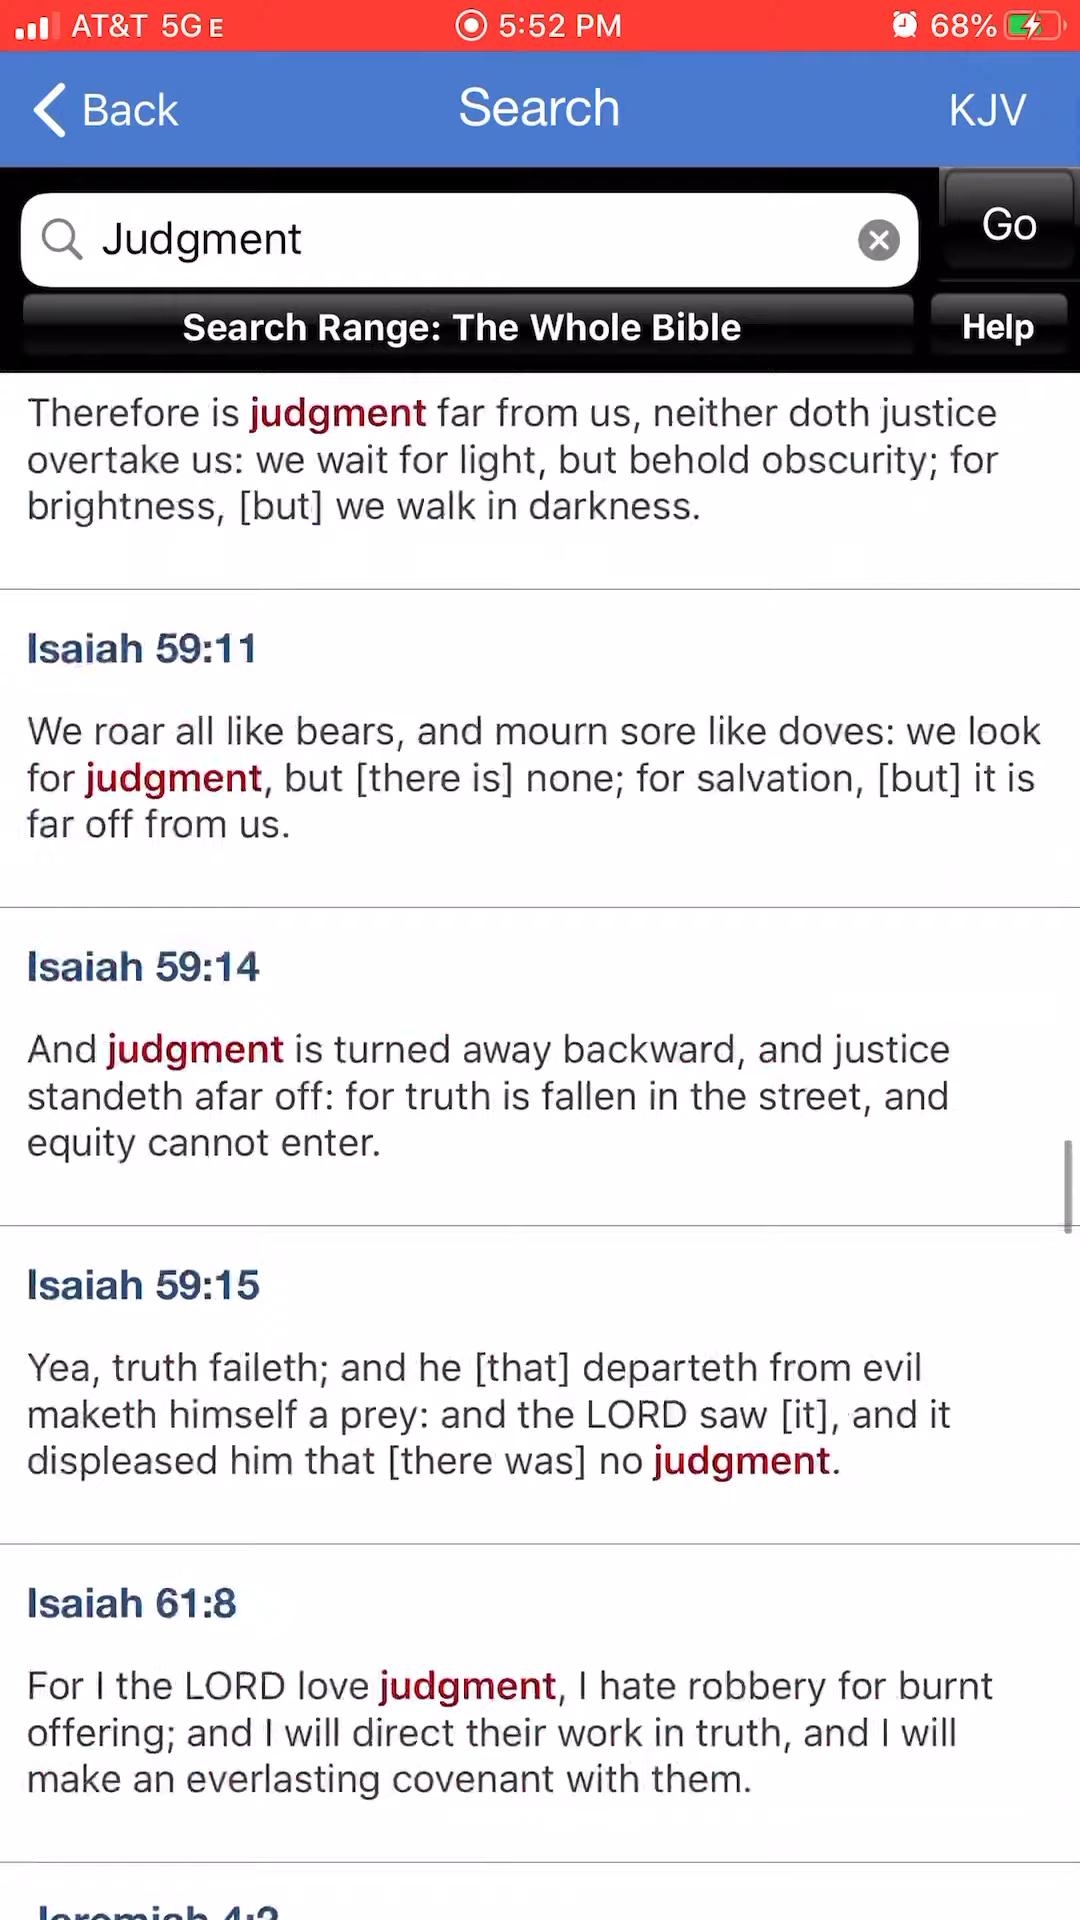 AT&T 5GE 5:52 PM 68%
Back Search KJV
Judgment Go
Search Range: The Whole Bible Help
Therefore is judgment far from us, neither doth justice
overtake us: we wait for light, but behold obscurity; for
brightness, [but] we walk in darkness.
Isaiah 59:11
We roar all like bears, and mourn sore like doves: we look
for judgment, but [there is] none; for salvation, [but] it is
far off from us.
Isaiah 59:14
And judgment is turned away backward, and justice
standeth afar off: for truth is fallen in the street, and
equity cannot enter.
Isaiah 59:15
Yea, truth faileth; and he [that] departeth from evil
maketh himself a prey: and the LORD saw [it], and it
displeased him that [there was] no judgment.
Isaiah 61:8
For I the LORD love judgment, I hate robbery for burnt
offering; and I will direct their work in truth, and I will
make an everlasting covenant with them.
Jeremiah 4:2